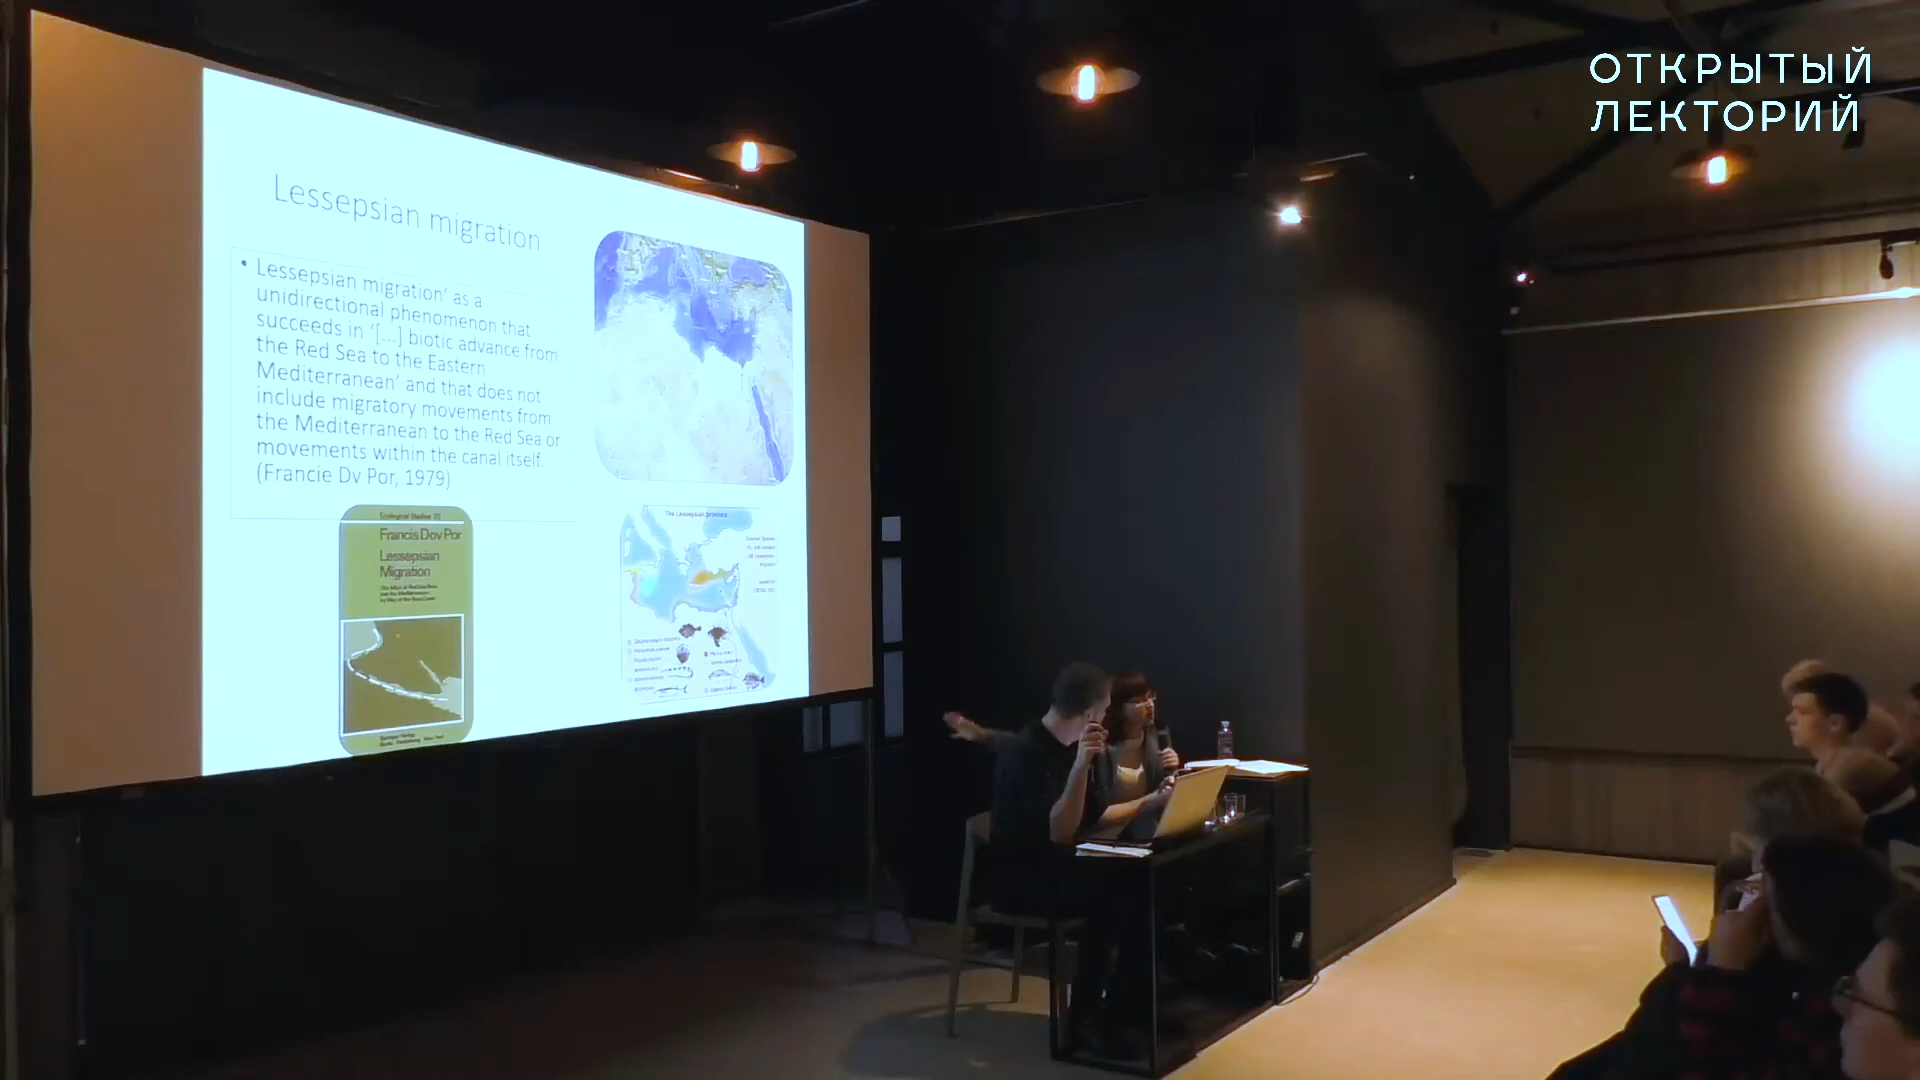 ОТКРЫТЫЙ
ЛЕКТОРИЙ
Lessepsian migration
• Lessepsian migration' as a
unidirectional phenomenon that
succeeds in '[...] biotic advance from
the Red Sea to the Eastern
Mediterranean' and that does not
include migratory movements from
the Mediterranean to the Red Sea or
movements within the canal itself.
(Francie Dv Por, 1979)
Ecological Studies
Francis Dov Por
Lessepsian
Migration
The Lessepsian province